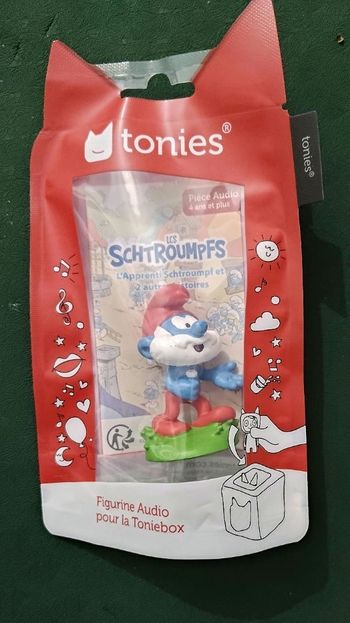 tonies®
tonies®
Pièce Audio
4 ans et plus
LES
SCHTROUMPFS
L'Apprenti Schtroumpf et
2 autres histoires
Figurine Audio
pour la Toniebox